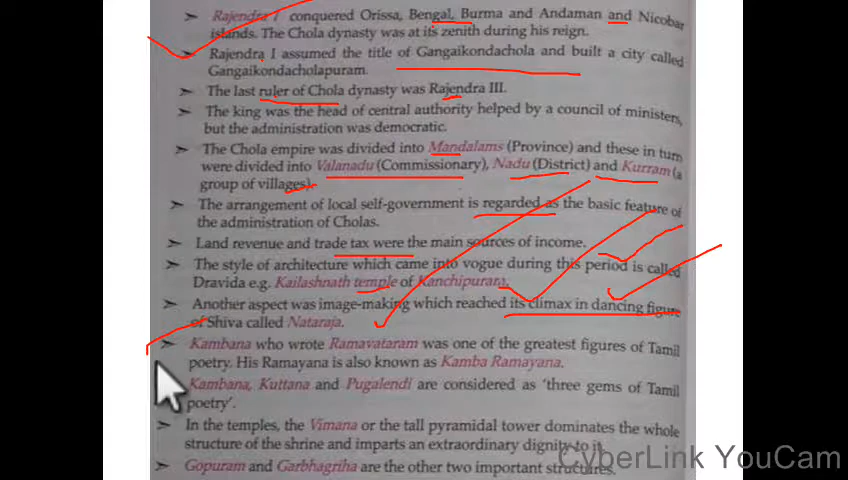 ➢ Rajendra I conquered Orissa, Bengal, Burma and Andaman and Nicobar
islands. The Chola dynasty was at its zenith during his reign.
➢ Rajendra I assumed the title of Gangaikondachola and built a city called
Gangaikondacholapuram.
➢ The last ruler of Chola dynasty was Rajendra III.
➢ The king was the head of central authority helped by a council of ministers,
but the administration was democratic.
➢ The Chola empire was divided into Mandalams (Province) and these in turn
were divided into Valanadu (Commissionary), Nadu (District) and Kurram (a
group of villages).
➢ The arrangement of local self-government is regarded as the basic feature of
the administration of Cholas.
➢ Land revenue and trade tax were the main sources of income.
➢ The style of architecture which came into vogue during this period is called
Dravida e.g. Kailashnath temple of Kanchipuram.
➢ Another aspect was image-making which reached its climax in dancing figure
of Shiva called Nataraja.
➢ Kambana who wrote Ramavataram was one of the greatest figures of Tamil
poetry. His Ramayana is also known as Kamba Ramayana.
Kambana, Kuttana and Pugalendi are considered as 'three gems of Tamil
poetry'.
➢ In the temples, the Vimana or the tall pyramidal tower dominates the whole
structure of the shrine and imparts an extraordinary dignity to it.
➢ Gopuram and Garbhagriha are the other two important structures.
CyberLink YouCam